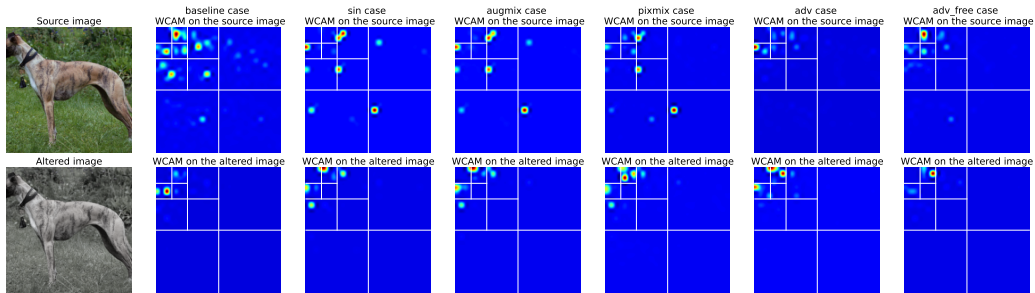 baseline case
sin case
augmix case
pixmix case
adv case
adv_free case
Source image
WCAM on the source image
WCAM on the source image
WCAM on the source image
WCAM on the source image
WCAM on the source image
WCAM on the source image
Altered image
WCAM on the altered image
WCAM on the altered image
WCAM on the altered image
WCAM on the altered image
WCAM on the altered image
WCAM on the altered image